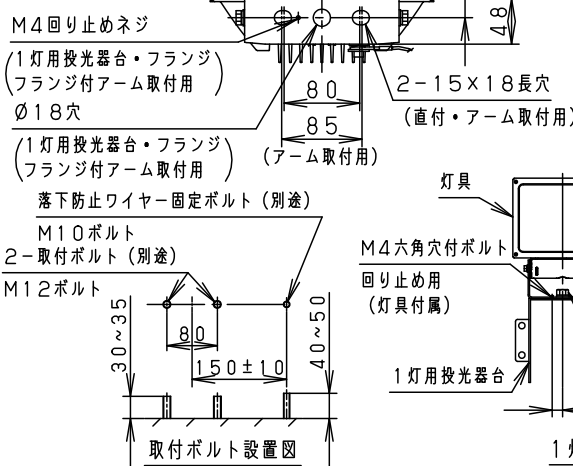 M4回り止めネジ
(1灯用投光器台・フランジ
フランジ付アーム取付用)
Ø18穴
(1灯用投光器台・フランジ
フランジ付アーム取付用)
48
80
85
(アーム取付用)
2-15×18長穴
(直付・アーム取付用)
落下防止ワイヤー固定ボルト(別途)
M10ボルト
2-取付ボルト(別途)
M12ボルト
30~35
80
150±10
40~50
取付ボルト設置図
灯具
M4六角穴付ボルト
回り止め用
(灯具付属)
1灯用投光器台